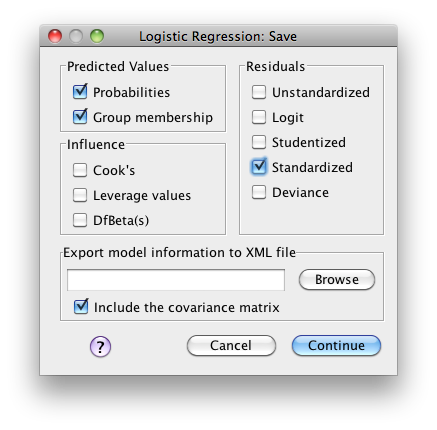 Logistic Regression: Save
Predicted Values
Probabilities
Group membership
Influence
Cook's
Leverage values
DfBeta(s)
Residuals
Unstandardized
Logit
Studentized
Standardized
Deviance
Export model information to XML file
Browse
Include the covariance matrix
?
Cancel
Continue